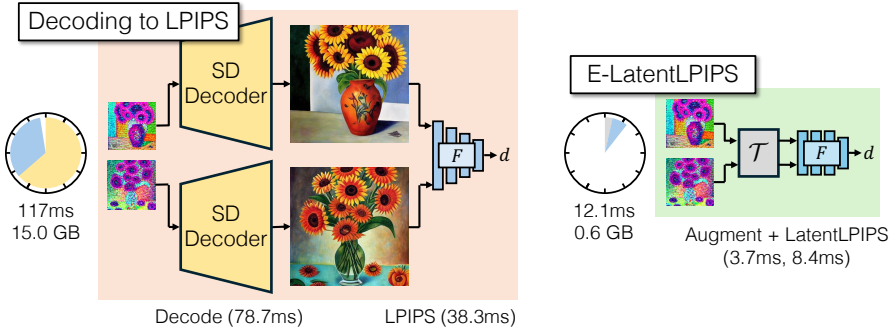 Decoding to LPIPS
SD
Decoder
SD
Decoder
F
d
117ms
15.0 GB
Decode (78.7ms)
LPIPS (38.3ms)
E-LatentLPIPS
𝒯
F
d
12.1ms
0.6 GB
Augment + LatentLPIPS
(3.7ms, 8.4ms)